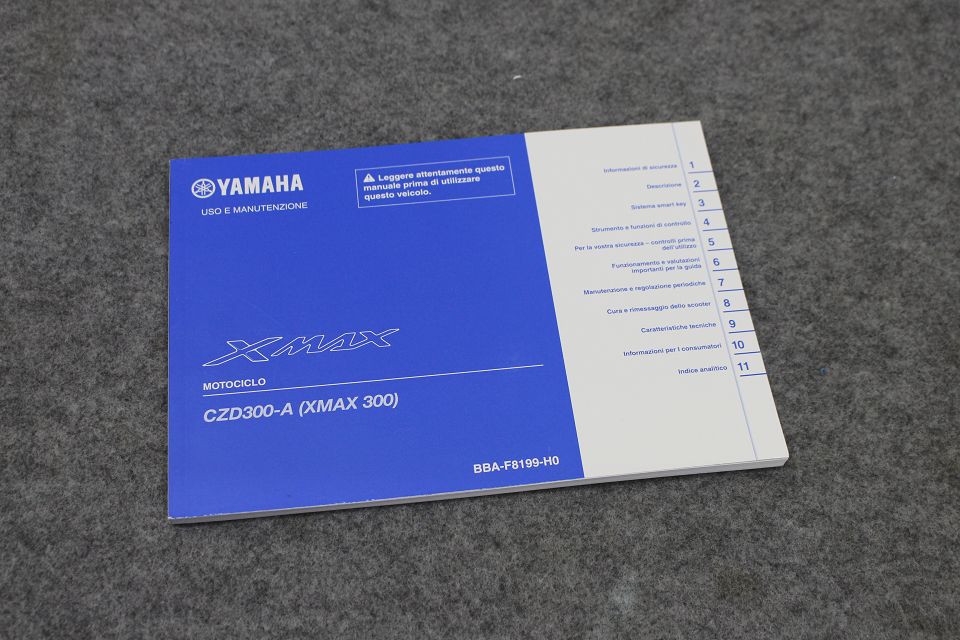 YAMAHA
USO E MANUTENZIONE
⚠ Leggere attentamente questo
manuale prima di utilizzare
questo veicolo.
XMAX
MOTOCICLO
CZD300-A (XMAX 300)
BBA-F8199-H0
Informazioni di sicurezza 1
Descrizione 2
Sistema smart key 3
Strumento e funzioni di controllo 4
Per la vostra sicurezza – controlli prima
dell'utilizzo 5
Funzionamento e valutazioni
importanti per la guida 6
Manutenzione e regolazione periodiche 7
Cura e rimessaggio dello scooter 8
Caratteristiche tecniche 9
Informazioni per I consumatori 10
Indice analitico 11